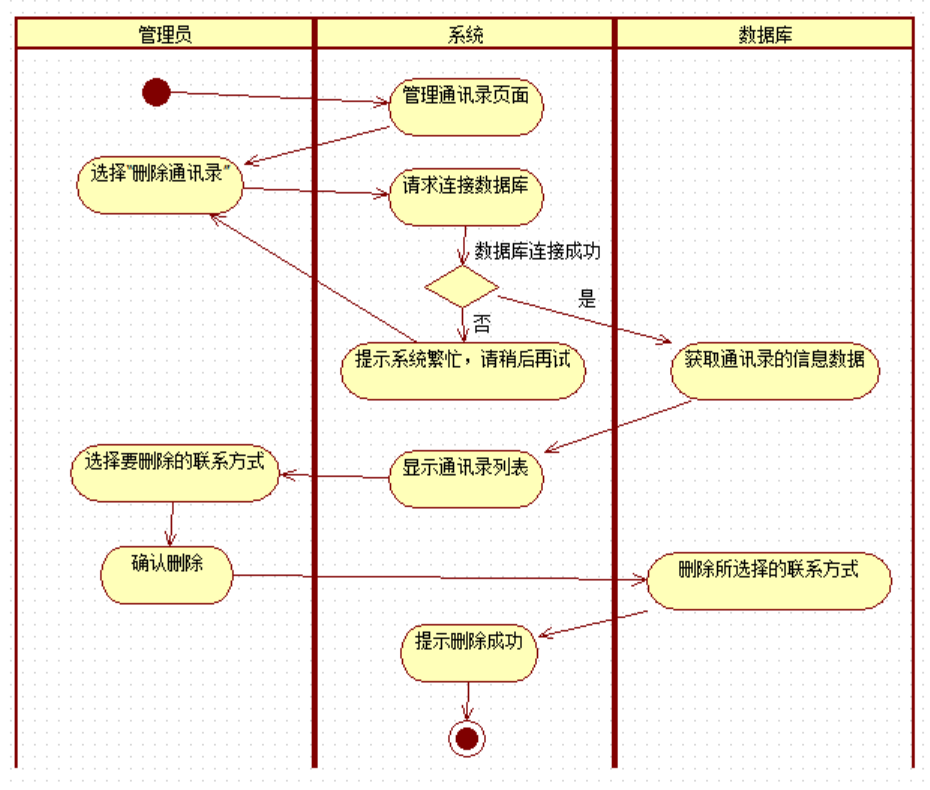 管理员
系统
数据库
管理通讯录页面
选择"删除通讯录"
请求连接数据库
数据库连接成功
是
否
提示系统繁忙，请稍后再试
获取通讯录的信息数据
选择要删除的联系方式
显示通讯录列表
确认删除
删除所选择的联系方式
提示删除成功